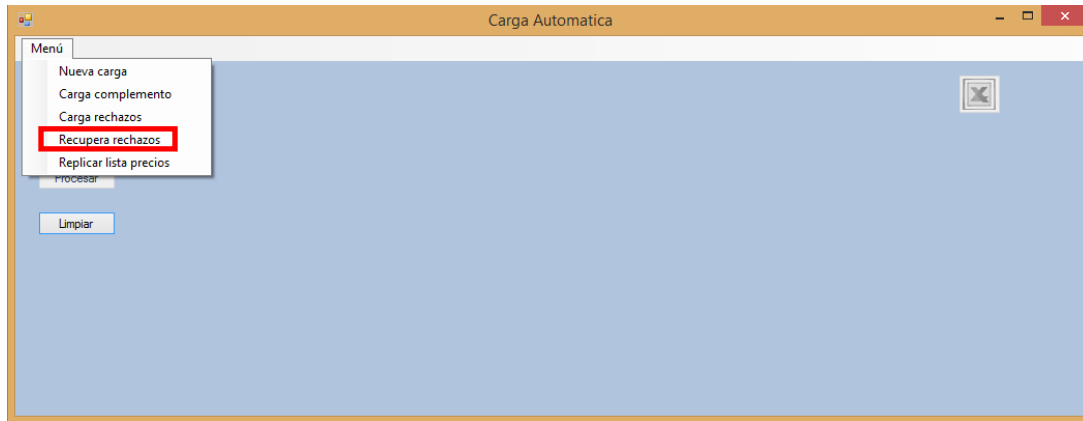 Carga Automatica
Menú
Nueva carga
Carga complemento
Carga rechazos
Recupera rechazos
Replicar lista precios
Procesar
Limpiar